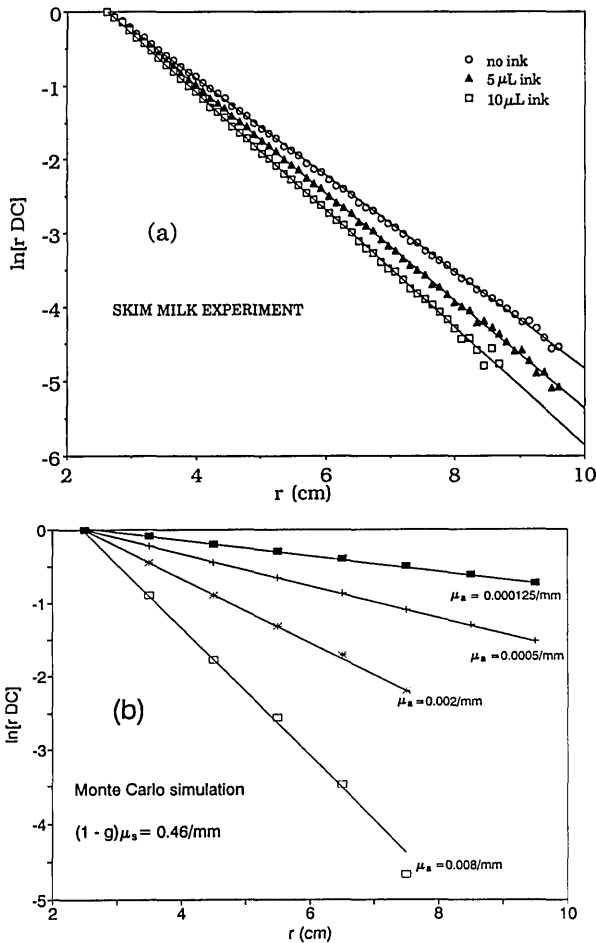 0
-1
-2
-3
-4
-5
-6
ln[r DC]
no ink
5 μL ink
10 μL ink
(a)
SKIM MILK EXPERIMENT
2
4
6
8
10
r (cm)
0
-1
-2
-3
-4
-5
ln[r DC]
μa = 0.000125/mm
μa = 0.0005/mm
μa = 0.002/mm
μa = 0.008/mm
(b)
Monte Carlo simulation
(1 - g)μs = 0.46/mm
2
4
6
8
10
r (cm)